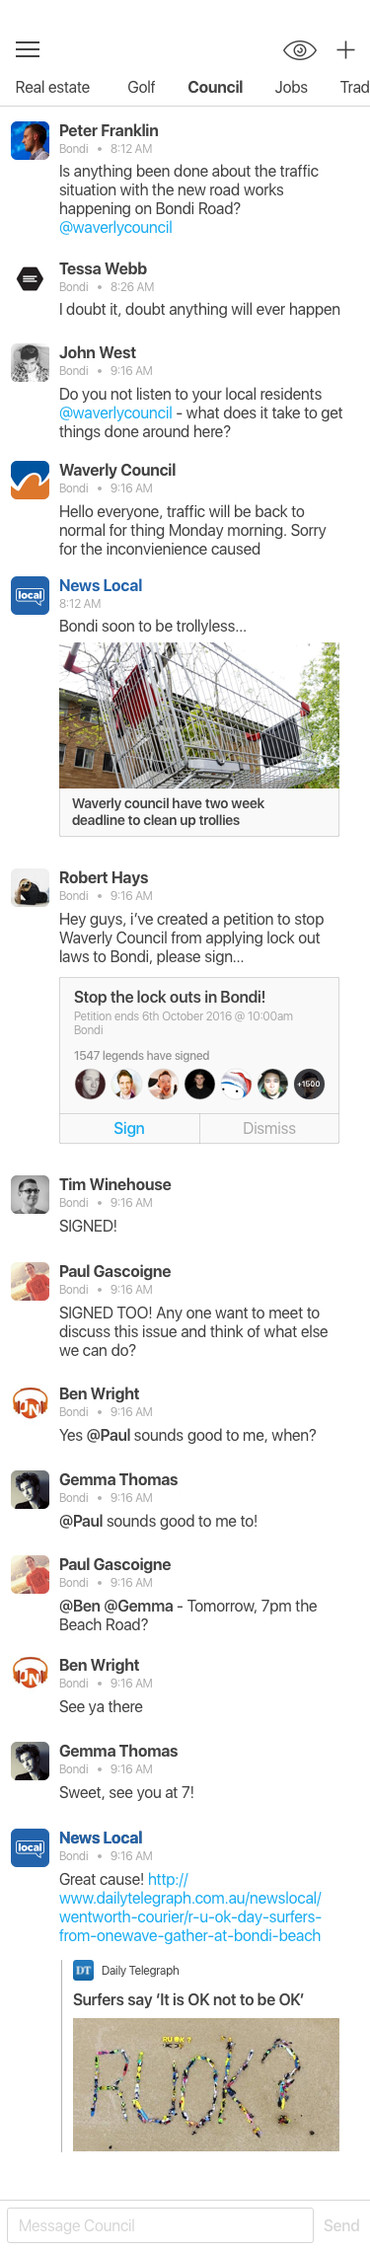 Real estate Golf Council Jobs Trad
Peter Franklin
Bondi • 8:12 AM
Is anything been done about the traffic
situation with the new road works
happening on Bondi Road?
@waverlycouncil
Tessa Webb
Bondi • 8:26 AM
I doubt it, doubt anything will ever happen
John West
Bondi • 9:16 AM
Do you not listen to your local residents
@waverlycouncil - what does it take to get
things done around here?
Waverly Council
Bondi • 9:16 AM
Hello everyone, traffic will be back to
normal for thing Monday morning. Sorry
for the inconvienience caused
local
News Local
8:12 AM
Bondi soon to be trollyless...
Waverly council have two week
deadline to clean up trollies
Robert Hays
Bondi • 9:16 AM
Hey guys, i've created a petition to stop
Waverly Council from applying lock out
laws to Bondi, please sign...
Stop the lock outs in Bondi!
Petition ends 6th October 2016 @ 10:00am
Bondi
1547 legends have signed
+1500
Sign Dismiss
Tim Winehouse
Bondi • 9:16 AM
SIGNED!
Paul Gascoigne
Bondi • 9:16 AM
SIGNED TOO! Any one want to meet to
discuss this issue and think of what else
we can do?
Ben Wright
Bondi • 9:16 AM
Yes @Paul sounds good to me, when?
Gemma Thomas
Bondi • 9:16 AM
@Paul sounds good to me to!
Paul Gascoigne
Bondi • 9:16 AM
@Ben @Gemma - Tomorrow, 7pm the
Beach Road?
Ben Wright
Bondi • 9:16 AM
See ya there
Gemma Thomas
Bondi • 9:16 AM
Sweet, see you at 7!
local
News Local
Bondi • 9:16 AM
Great cause! http://
www.dailytelegraph.com.au/newslocal/
wentworth-courier/r-u-ok-day-surfers-
from-onewave-gather-at-bondi-beach
DT Daily Telegraph
Surfers say ‘It is OK not to be OK’
RU OK ?
RUOK?
Message Council Send